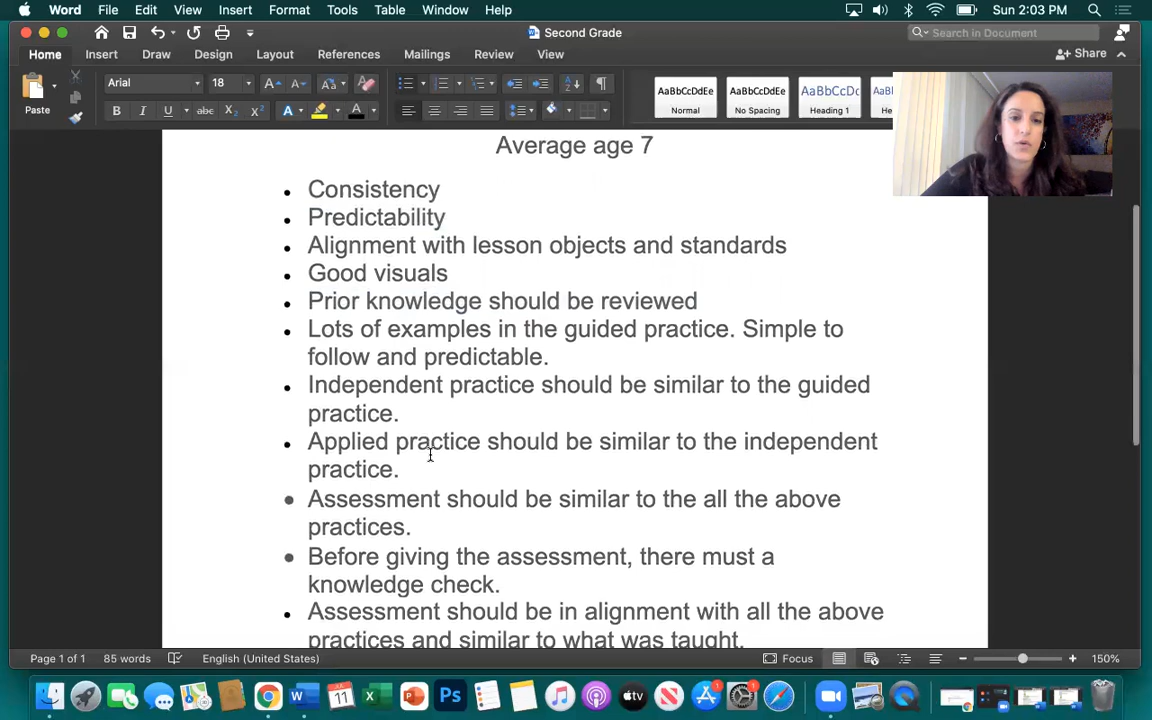 Word File Edit View Insert Format Tools Table Window Help Sun 2:03 PM
Second Grade
Search in Document
Home Insert Draw Design Layout References Mailings Review View Share
Paste
Arial 18
AaBbCcDdEe AaBbCcDdEe AaBbCcDc
Normal No Spacing Heading 1
Average age 7
• Consistency
• Predictability
• Alignment with lesson objects and standards
• Good visuals
• Prior knowledge should be reviewed
• Lots of examples in the guided practice. Simple to
follow and predictable.
• Independent practice should be similar to the guided
practice.
• Applied practice should be similar to the independent
practice.
• Assessment should be similar to the all the above
practices.
• Before giving the assessment, there must a
knowledge check.
• Assessment should be in alignment with all the above
practices and similar to what was taught.
Page 1 of 1 85 words English (United States) Focus 150%